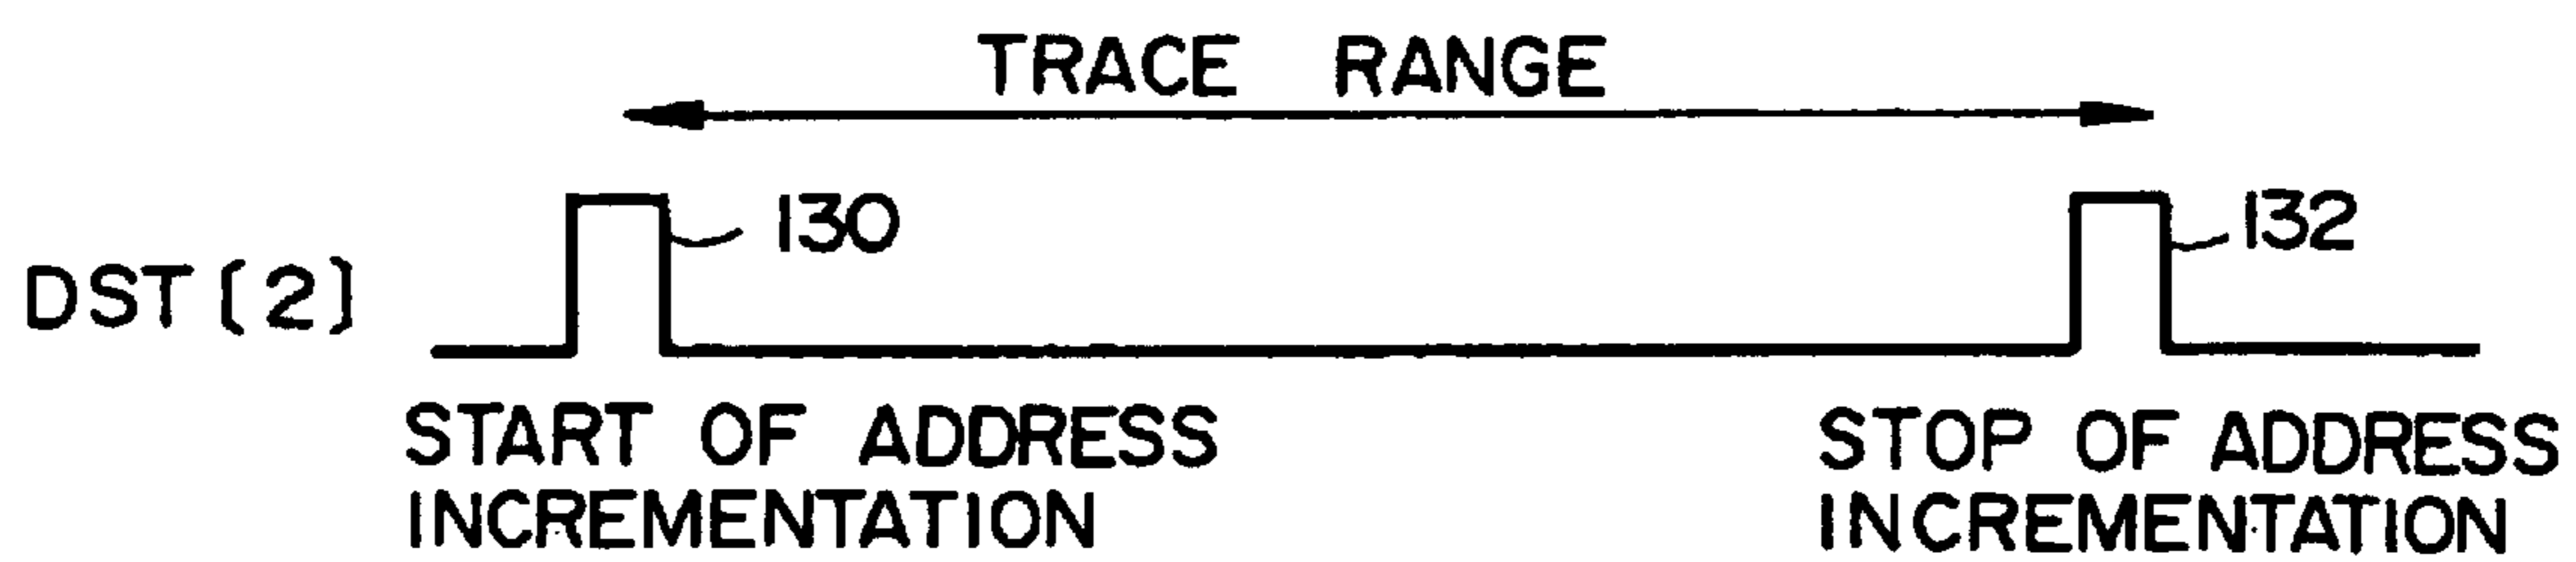 TRACE RANGE
130
132
DST[2]
START OF ADDRESS
INCREMENTATION
STOP OF ADDRESS
INCREMENTATION